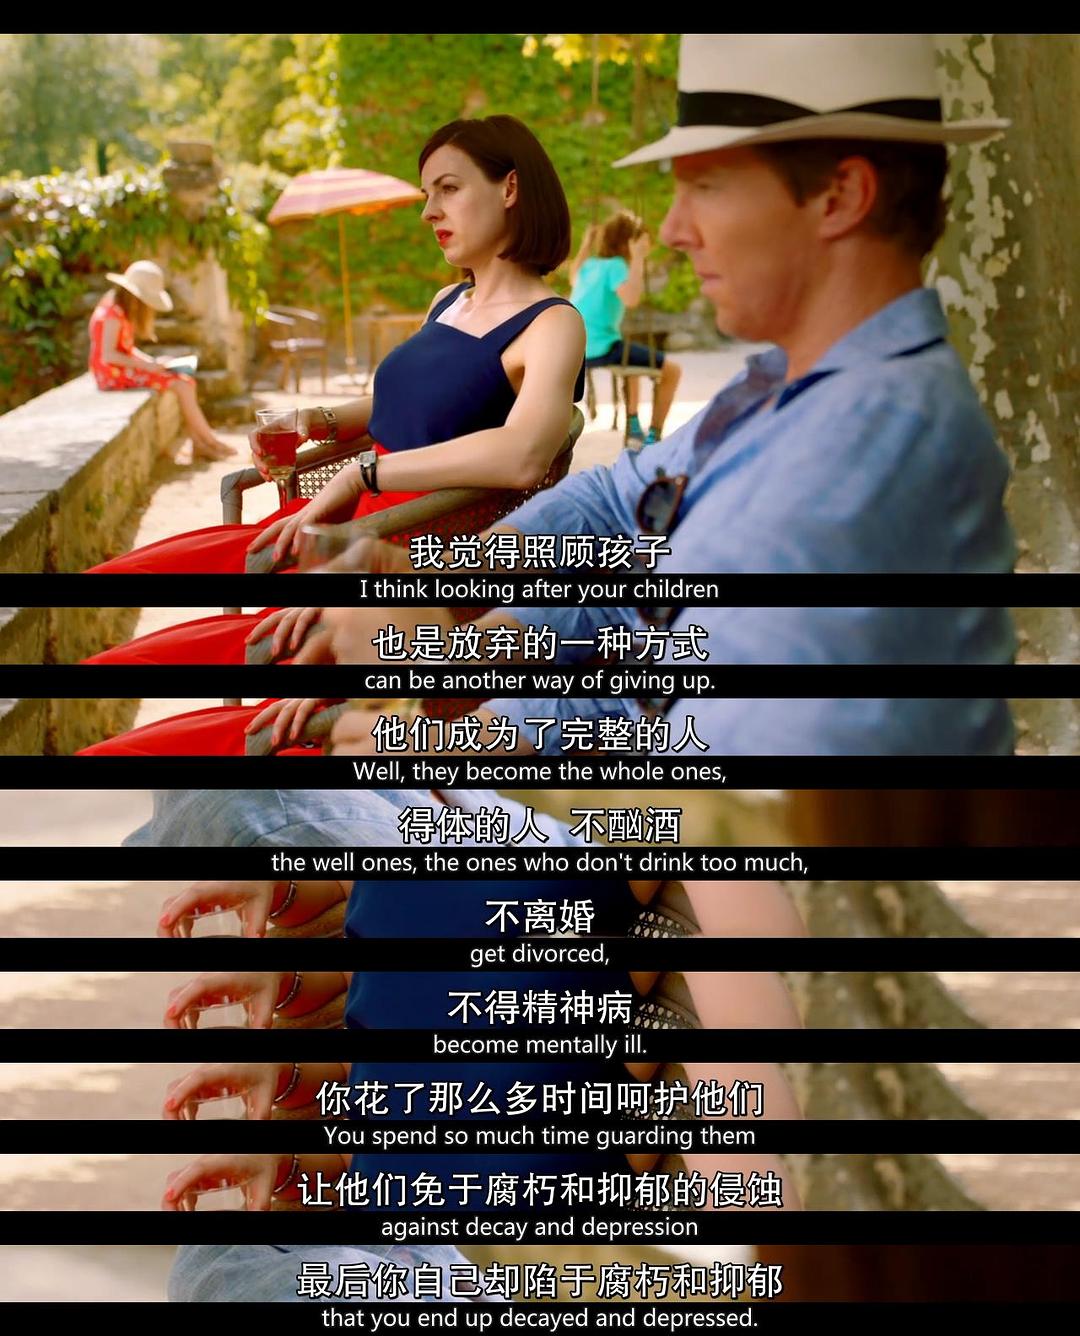 我觉得照顾孩子
I think looking after your children
也是放弃的一种方式
can be another way of giving up.
他们成为了完整的人
Well, they become the whole ones,
得体的人 不酗酒
the well ones, the ones who don't drink too much,
不离婚
get divorced,
不得精神病
become mentally ill.
你花了那么多时间呵护他们
You spend so much time guarding them
让他们免于腐朽和抑郁的侵蚀
against decay and depression
最后你自己却陷于腐朽和抑郁
that you end up decayed and depressed.